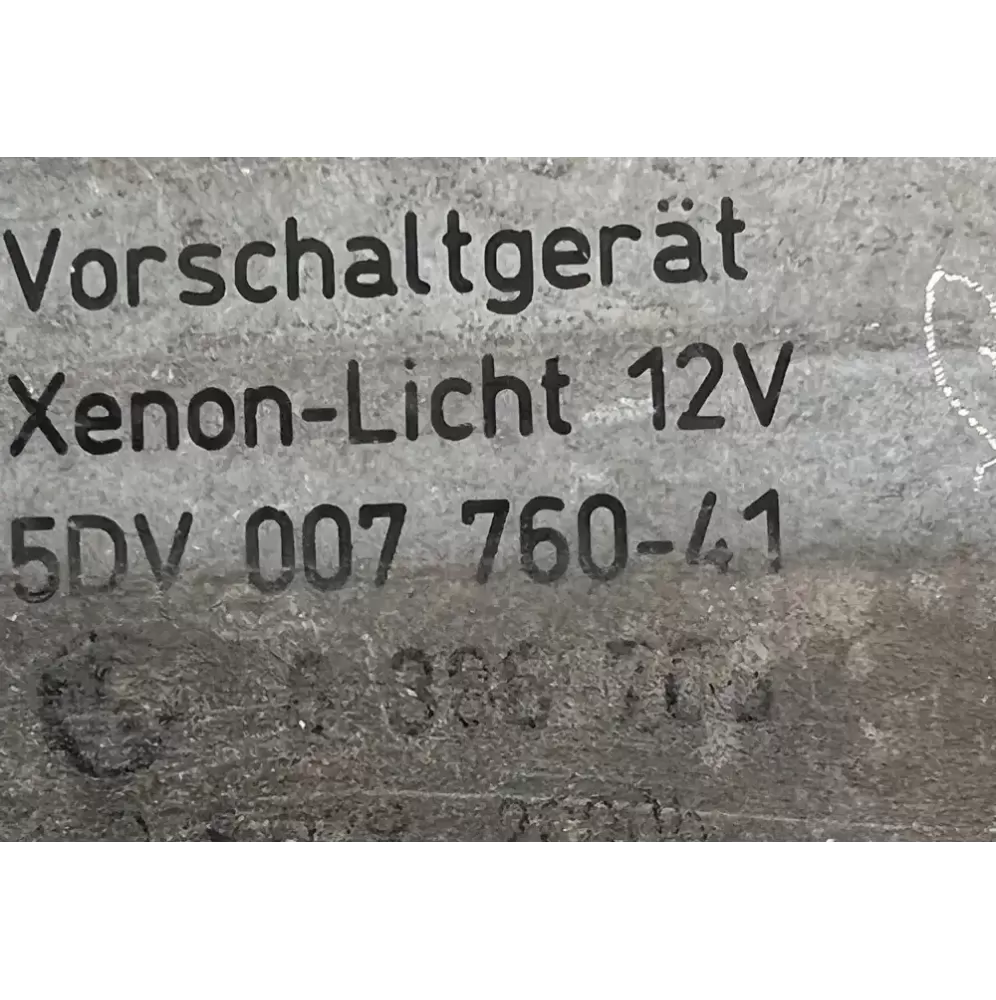 Vorschaltgerät
Xenon-Licht 12V
5DV 007 760-41